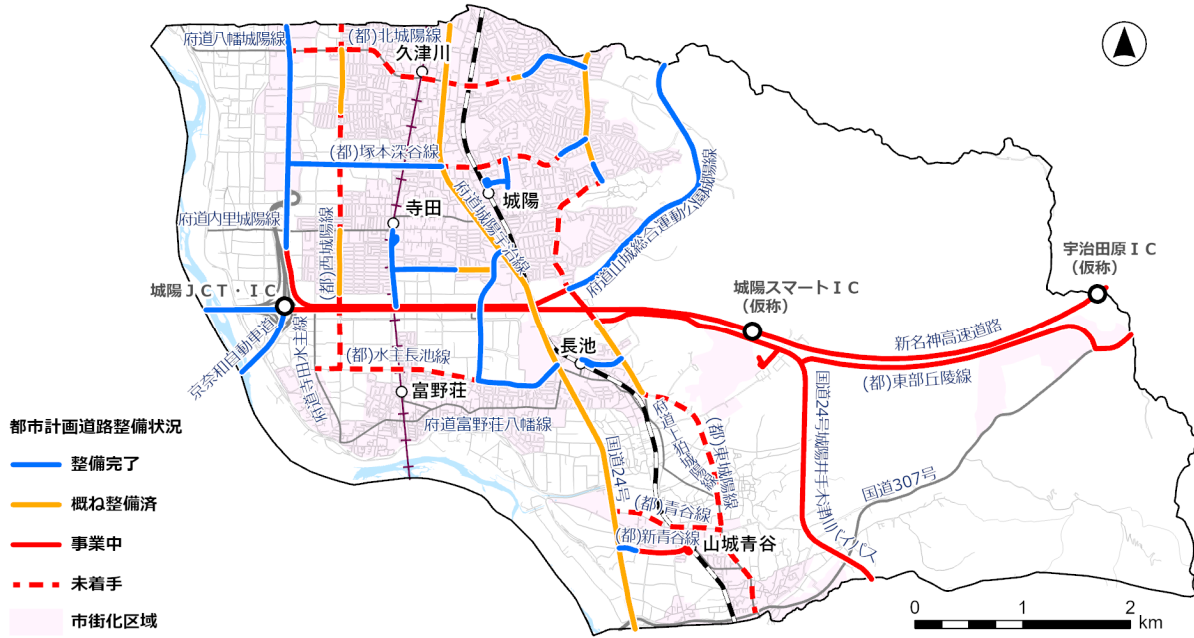 府道八幡城陽線
(都)北城陽線
久津川
(都)塚本深谷線
城陽
府道城陽宇治線
府道山城総合運動公園城陽線
寺田
府道内里城陽線
(都)西城陽線
宇治田原IC
(仮称)
城陽JCT・IC
城陽スマートIC
(仮称)
新名神高速道路
京奈和自動車道
府道寺田水主線
(都)水主長池線
長池
(都)東部丘陵線
富野荘
府道富野荘八幡線
国道24号城陽井手木津川バイパス
府道上狛城陽線
(都)東城陽線
国道24号
国道307号
(都)青谷線
(都)新青谷線
山城青谷
都市計画道路整備状況
整備完了
概ね整備済
事業中
未着手
市街化区域
0 1 2
km